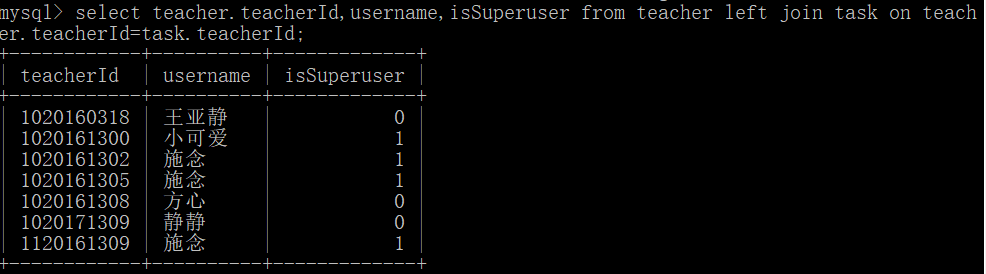 mysql> select teacher.teacherId,username,isSuperuser from teacher left join task on teach
er.teacherId=task.teacherId;
+------------+----------+-------------+
| teacherId  | username | isSuperuser |
+------------+----------+-------------+
| 1020160318 | 王亚静   |           0 |
| 1020161300 | 小可爱   |           1 |
| 1020161302 | 施念     |           1 |
| 1020161305 | 施念     |           1 |
| 1020161308 | 方心     |           0 |
| 1020171309 | 静静     |           0 |
| 1120161309 | 施念     |           1 |
+------------+----------+-------------+